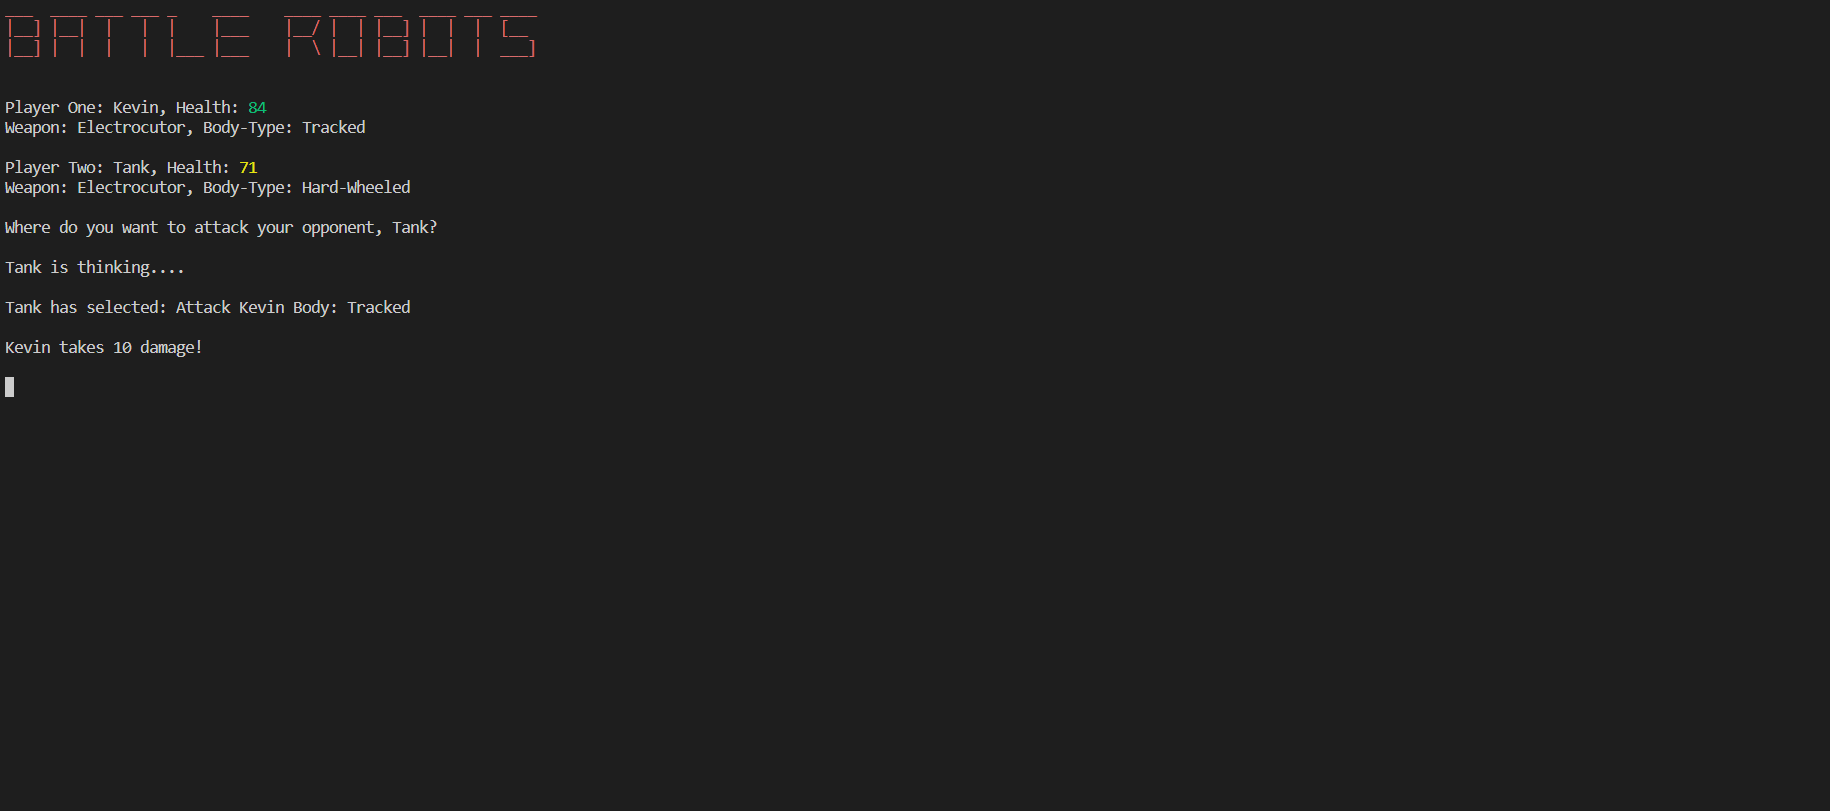 BATTLE ROBOTS
Player One: Kevin, Health: 84
Weapon: Electrocutor, Body-Type: Tracked
Player Two: Tank, Health: 71
Weapon: Electrocutor, Body-Type: Hard-Wheeled
Where do you want to attack your opponent, Tank?
Tank is thinking....
Tank has selected: Attack Kevin Body: Tracked
Kevin takes 10 damage!